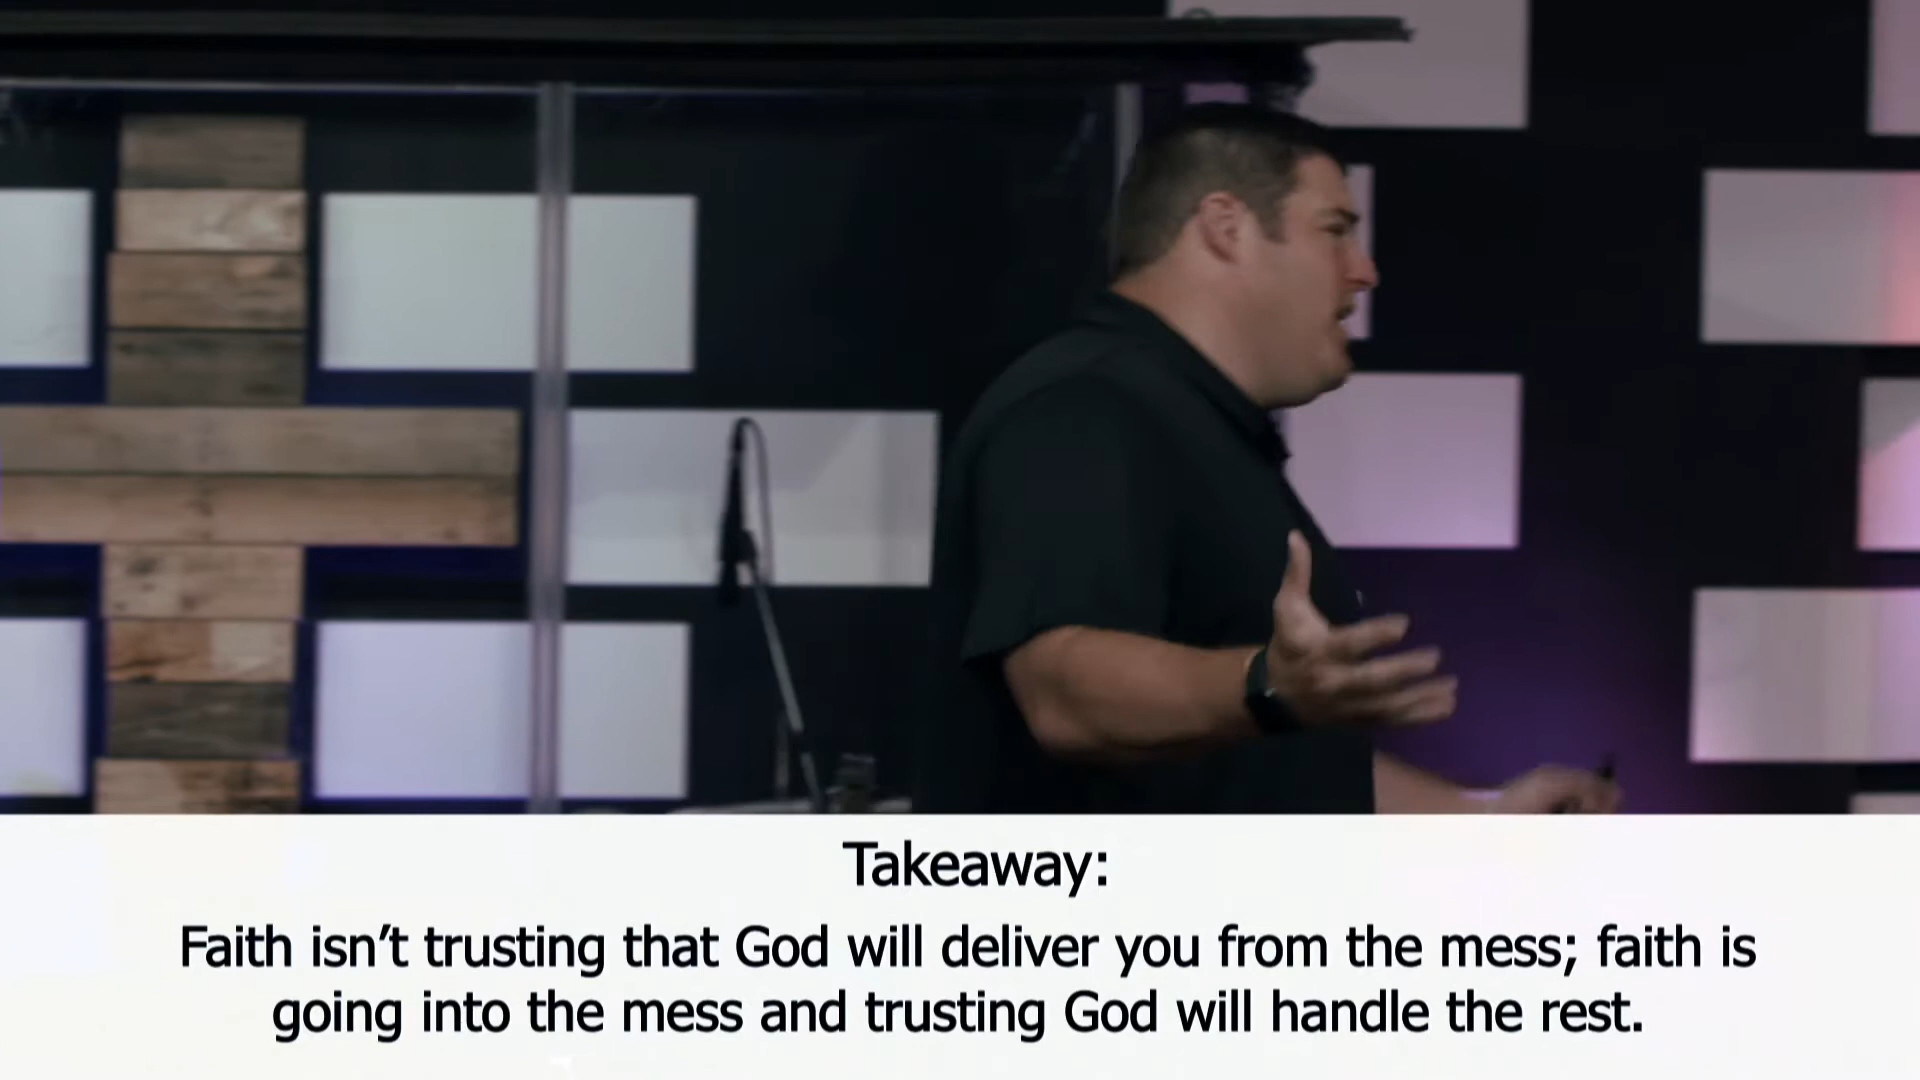 Takeaway:
Faith isn’t trusting that God will deliver you from the mess; faith is
going into the mess and trusting God will handle the rest.